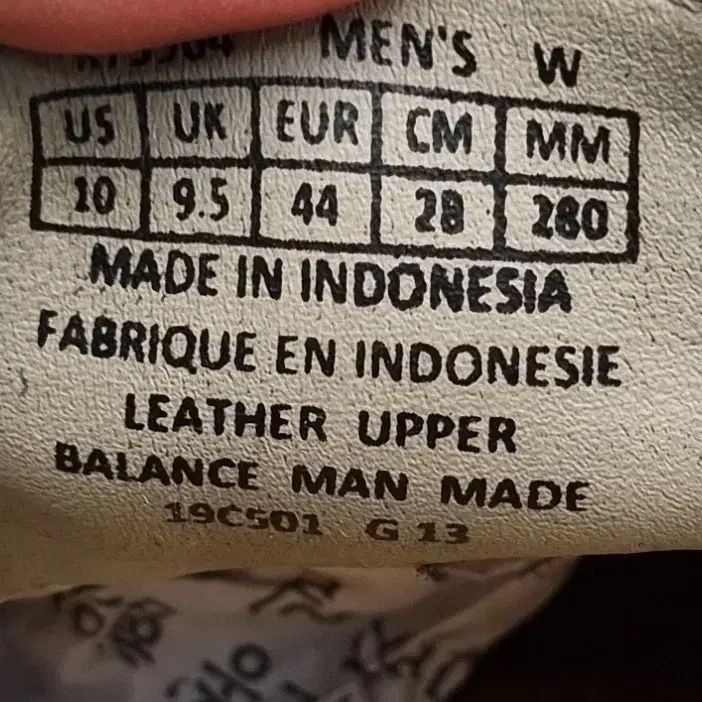 MEN'S W
US UK EUR CM MM
10 9.5 44 28 280
MADE IN INDONESIA
FABRIQUE EN INDONESIE
LEATHER UPPER
BALANCE MAN MADE
19C501 G 13